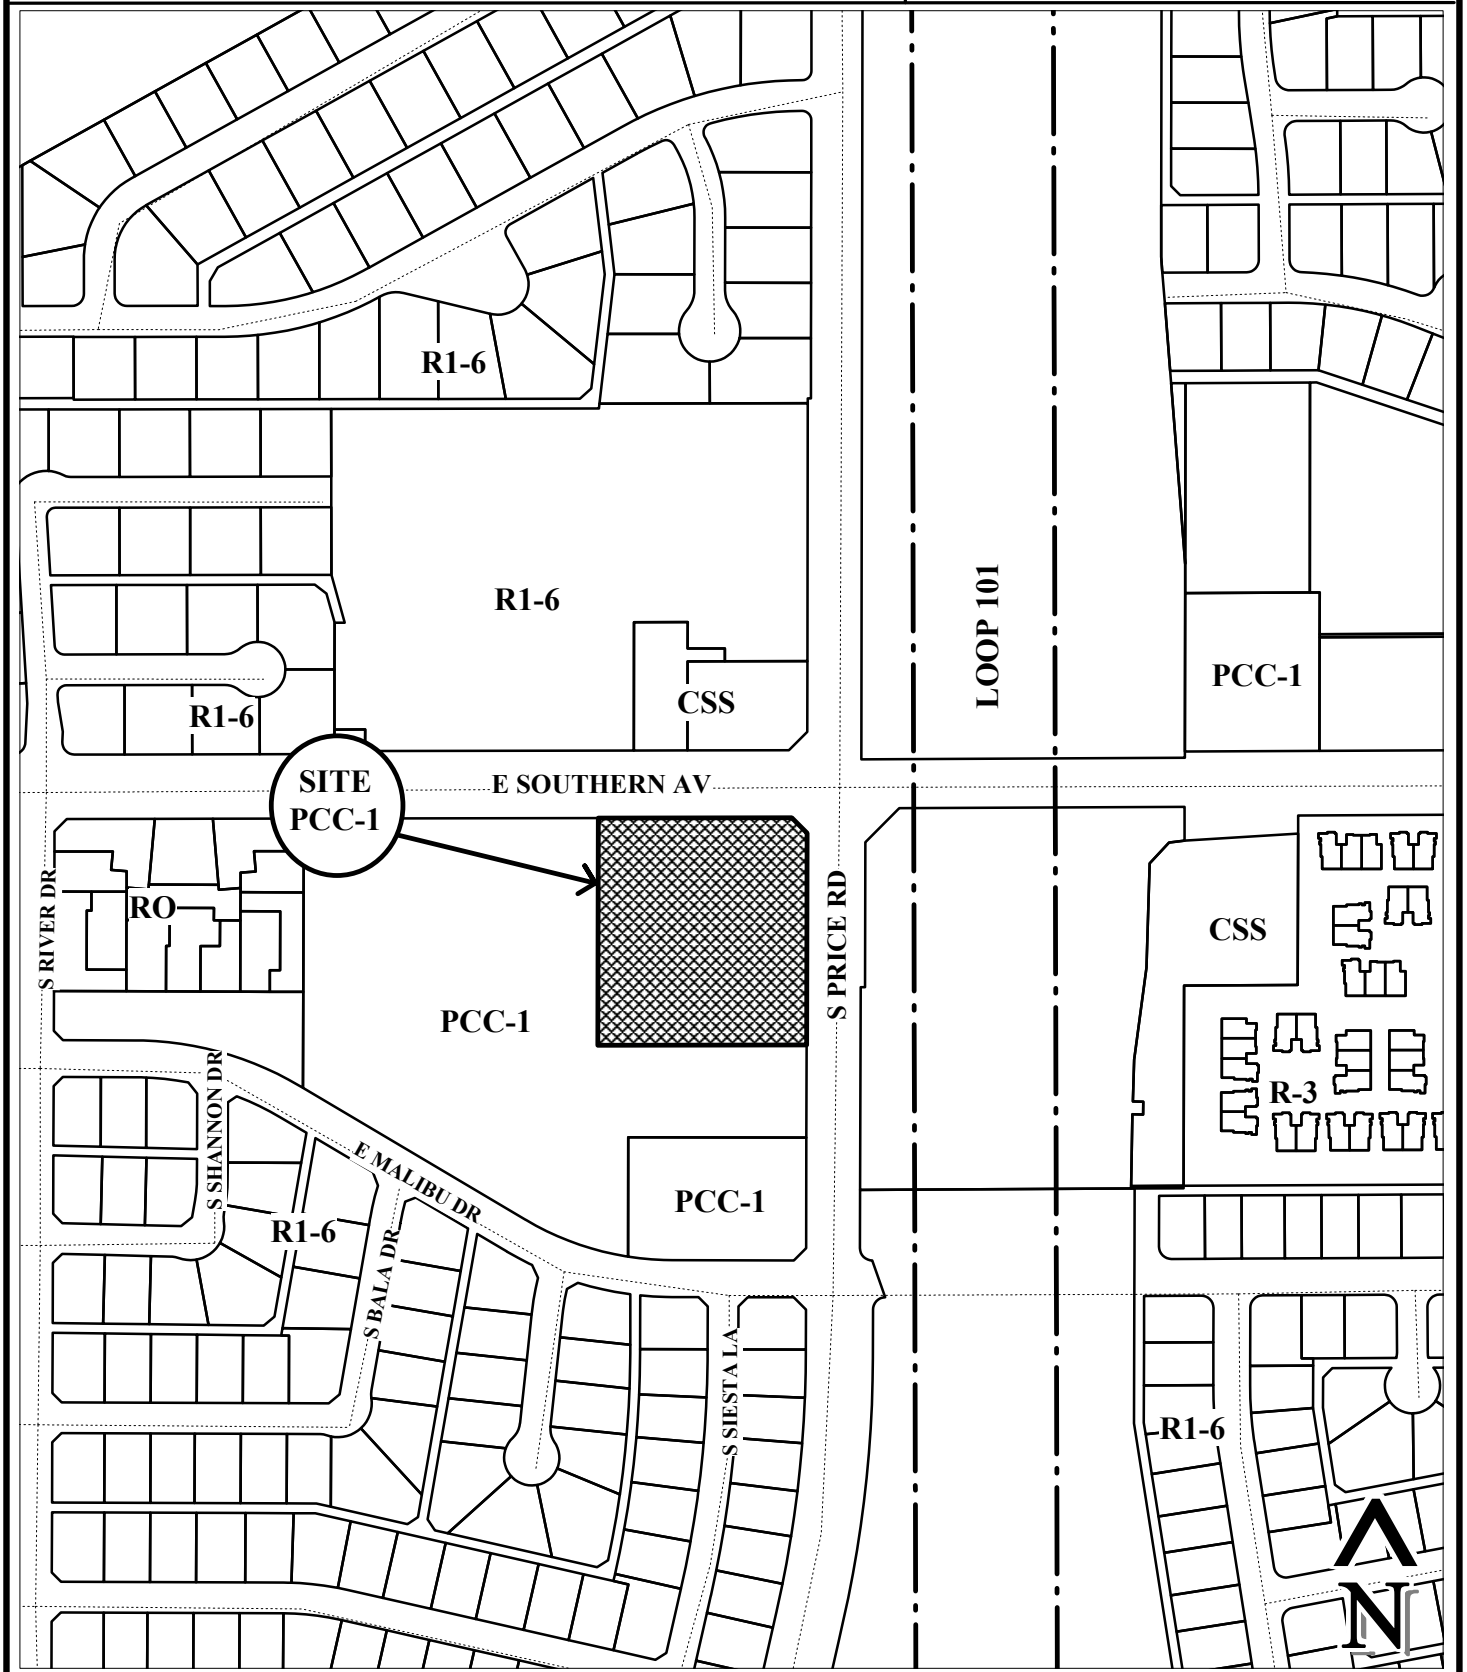 R1-6
R1-6
LOOP 101
PCC-1
CSS
R1-6
SITE
PCC-1
E SOUTHERN AV
S RIVER DR
RO
S PRICE RD
CSS
PCC-1
S SHANNON DR
R-3
E MALIBU DR
PCC-1
R1-6
S BALA DR
S SIESTA LA
R1-6
N